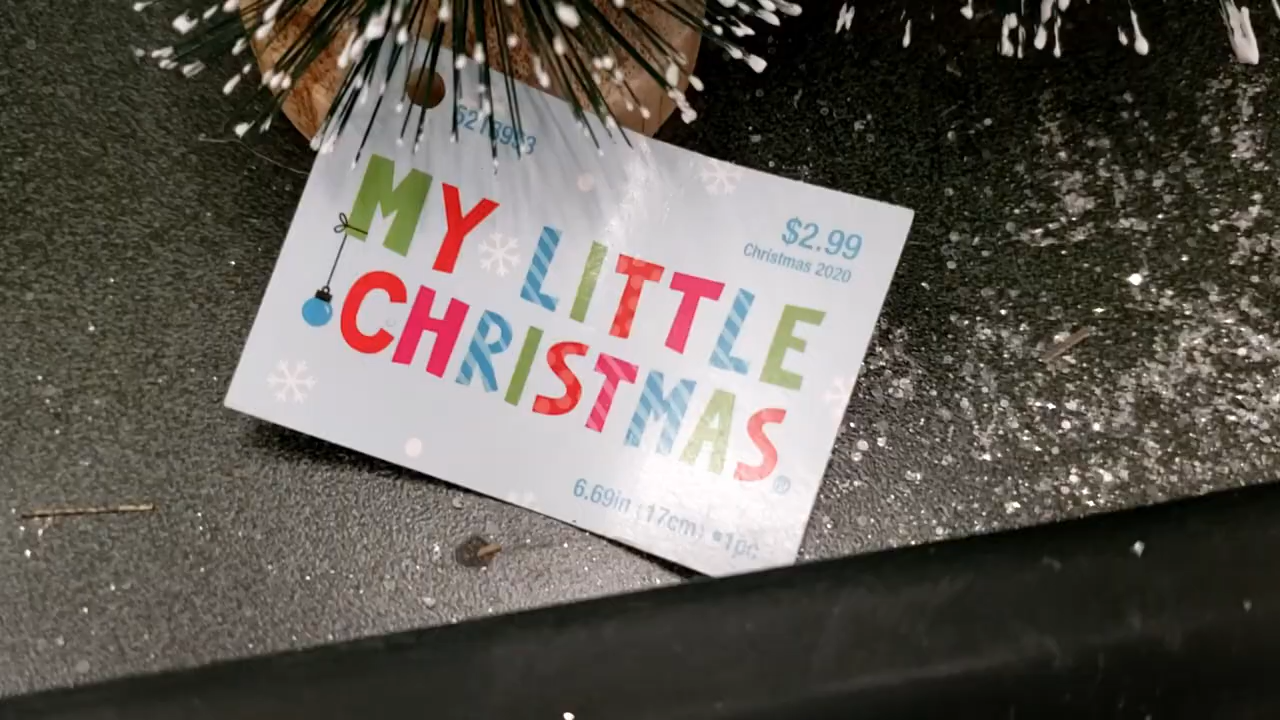 $2.99
Christmas 2020
MY LITTLE
CHRISTMAS®
6.69in (17cm) •1pc